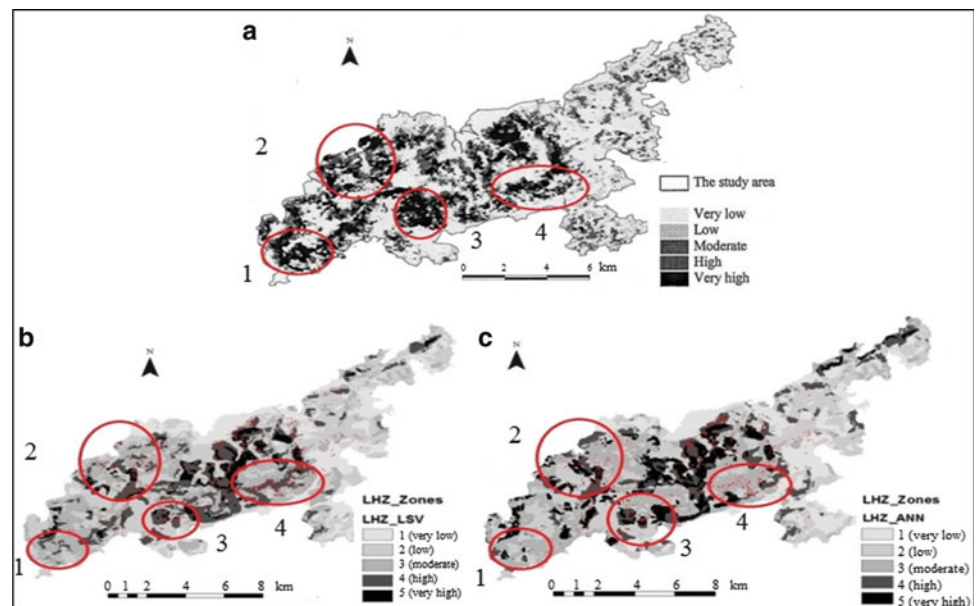 a
N
2
1
3
4
The study area
Very low
Low
Moderate
High
Very high
0 2 4 6 km
b
N
2
1
3
4
LHZ_Zones
LHZ_LSV
1 (very low)
2 (low)
3 (moderate)
4 (high)
5 (very high)
0 1 2 4 6 8
km
c
N
2
1
3
4
LHZ_Zones
LHZ_ANN
1 (very low)
2 (low)
3 (moderate)
4 (high)
5 (very high)
0 1 2 4 6 8
km